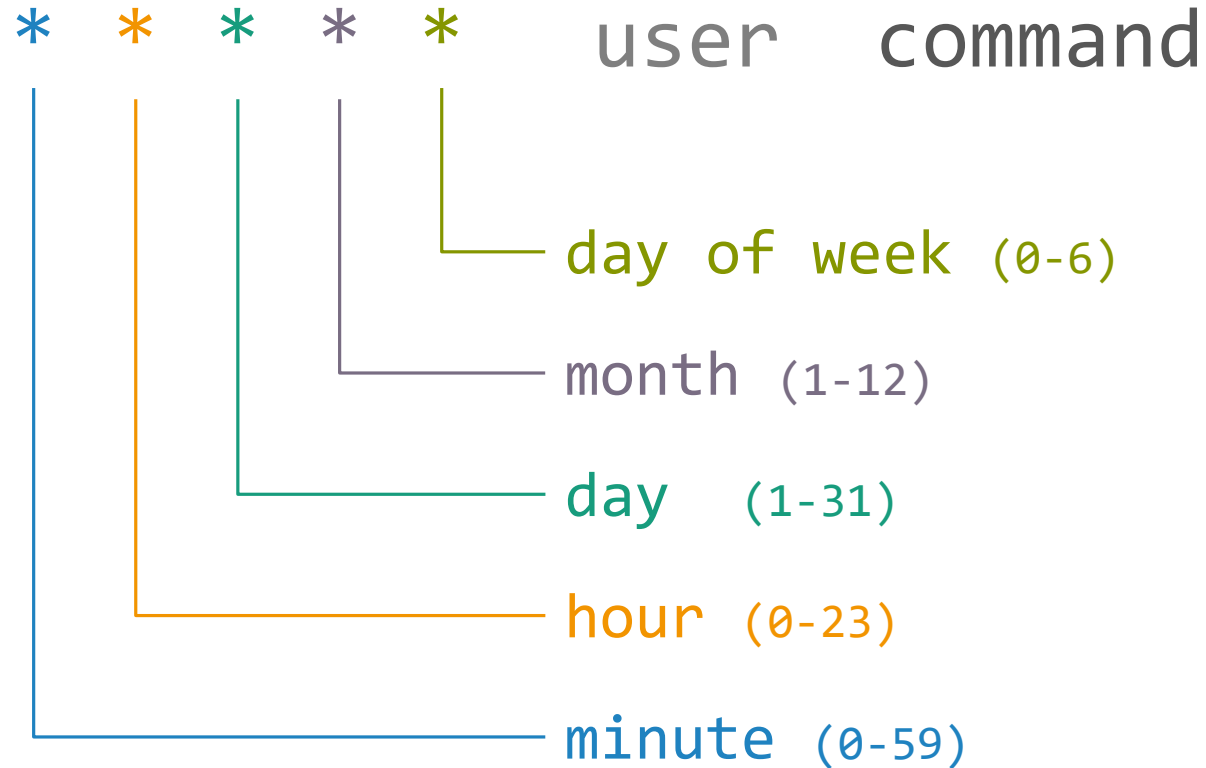 * * * * * user command
day of week (0-6)
month (1-12)
day (1-31)
hour (0-23)
minute (0-59)